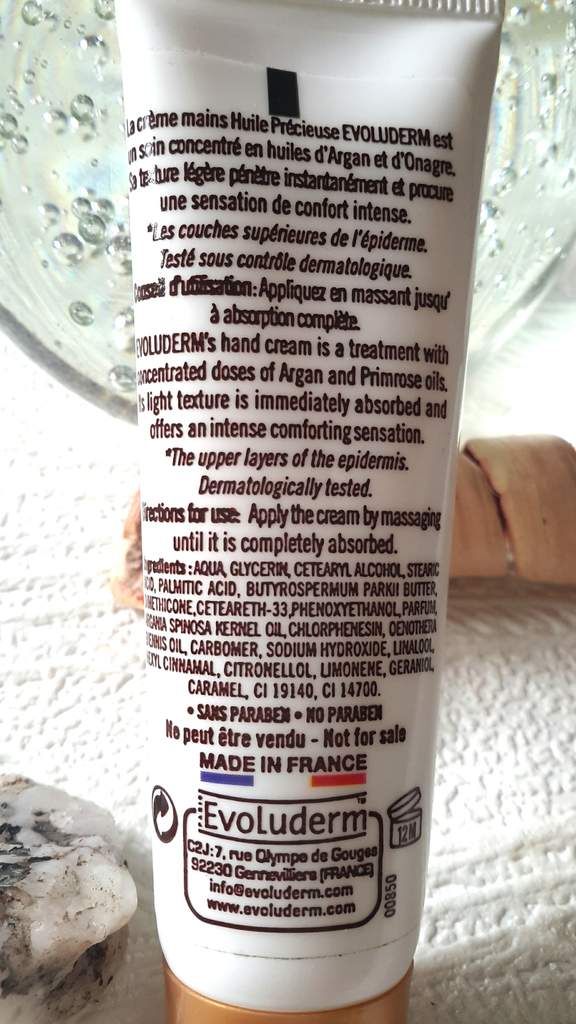 La crème mains Huile Précieuse EVOLUDERM est
un soin concentré en huiles d'Argan et d'Onagre.
Sa texture légère pénètre instantanément et procure
une sensation de confort intense.
*Les couches supérieures de l'épiderme.
Testé sous contrôle dermatologique.
Conseil d'utilisation: Appliquez en massant jusqu'
à absorption complète.
EVOLUDERM's hand cream is a treatment with
concentrated doses of Argan and Primrose oils.
Its light texture is immediately absorbed and
offers an intense comforting sensation.
*The upper layers of the epidermis.
Dermatologically tested.
Directions for use: Apply the cream by massaging
until it is completely absorbed.
Ingredients : AQUA, GLYCERIN, CETEARYL ALCOHOL, STEARIC
ACID, PALMITIC ACID, BUTYROSPERMUM PARKII BUTTER,
DIMETHICONE, CETEARETH-33, PHENOXYETHANOL, PARFUM,
ARGANIA SPINOSA KERNEL OIL, CHLORPHENESIN, OENOTHERA
BIENNIS OIL, CARBOMER, SODIUM HYDROXIDE, LINALOOL,
HEXYL CINNAMAL, CITRONELLOL, LIMONENE, GERANIOL,
CARAMEL, CI 19140, CI 14700.
• SANS PARABEN • NO PARABEN
Ne peut être vendu - Not for sale
MADE IN FRANCE
PARIS Evoluderm™
12M
C2J: 7, rue Olympe de Gouges
92230 Gennevilliers (FRANCE)
info@evoluderm.com
www.evoluderm.com
00850